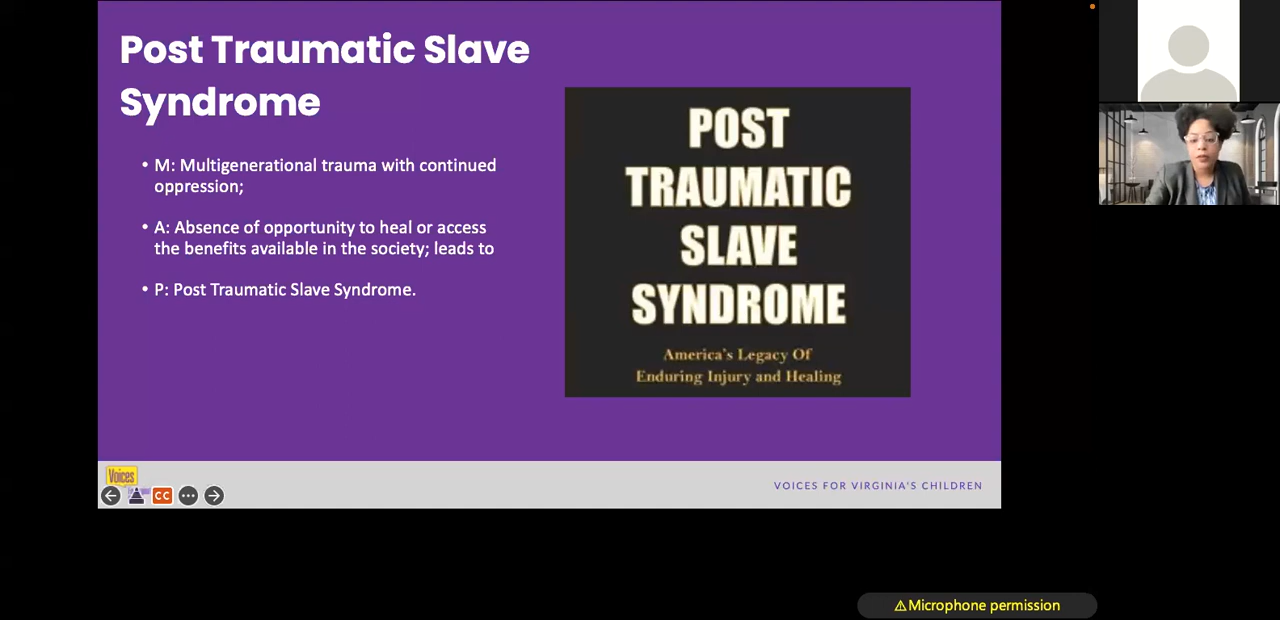 Post Traumatic Slave
Syndrome
• M: Multigenerational trauma with continued
oppression;
• A: Absence of opportunity to heal or access
the benefits available in the society; leads to
• P: Post Traumatic Slave Syndrome.
POST
TRAUMATIC
SLAVE
SYNDROME
America's Legacy Of
Enduring Injury and Healing
Voices
CC
VOICES FOR VIRGINIA'S CHILDREN
⚠Microphone permission